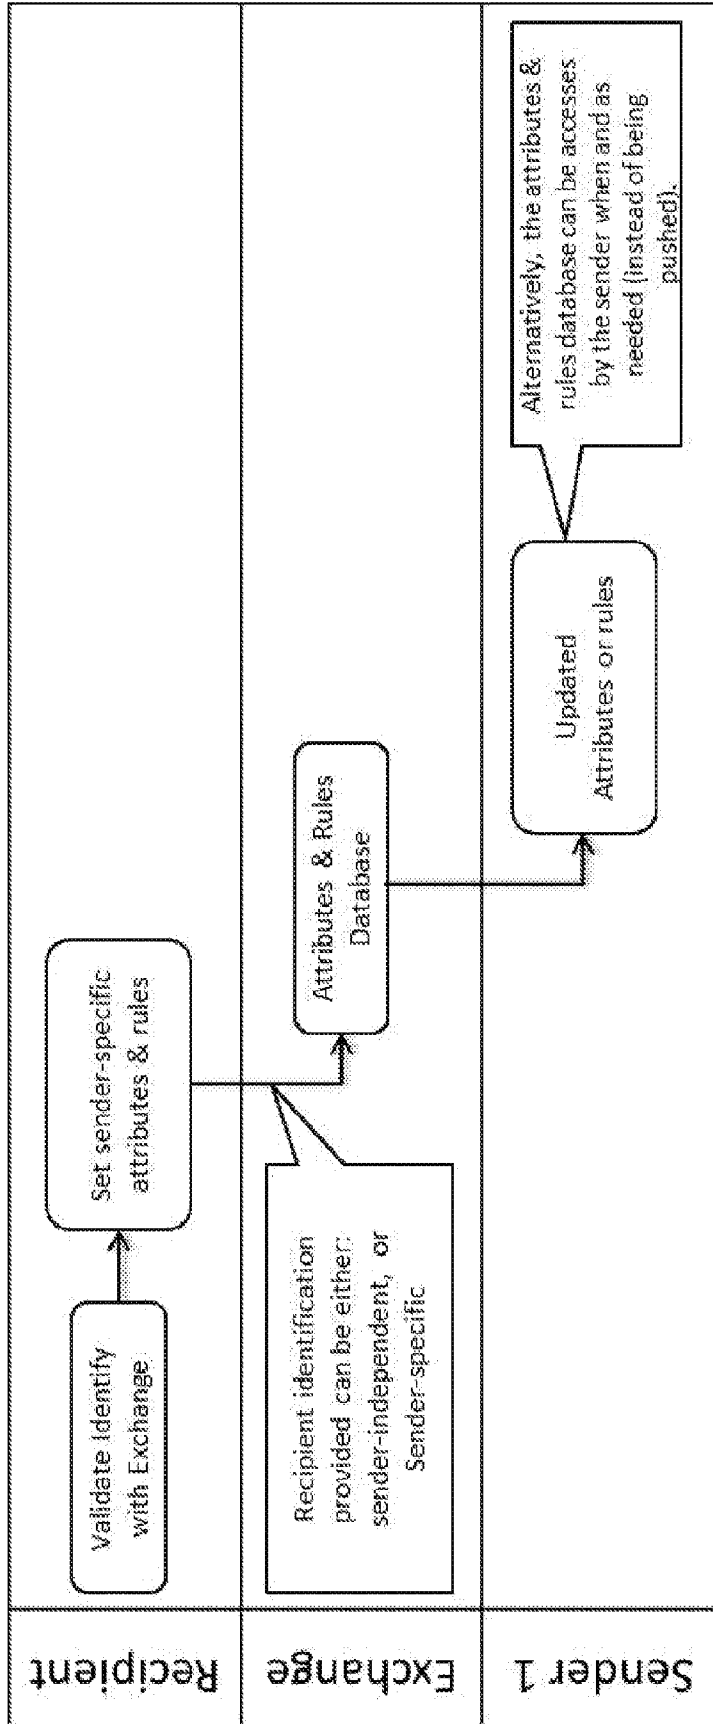 Recipient
Validate Identify
with Exchange
Set sender-specific
attributes & rules
Exchange
Recipient identification
provided can be either:
sender-independent, or
Sender-specific
Attributes & Rules
Database
Sender 1
Updated
Attributes or rules
Alternatively, the attributes &
rules database can be accesses
by the sender when and as
needed (instead of being
pushed).